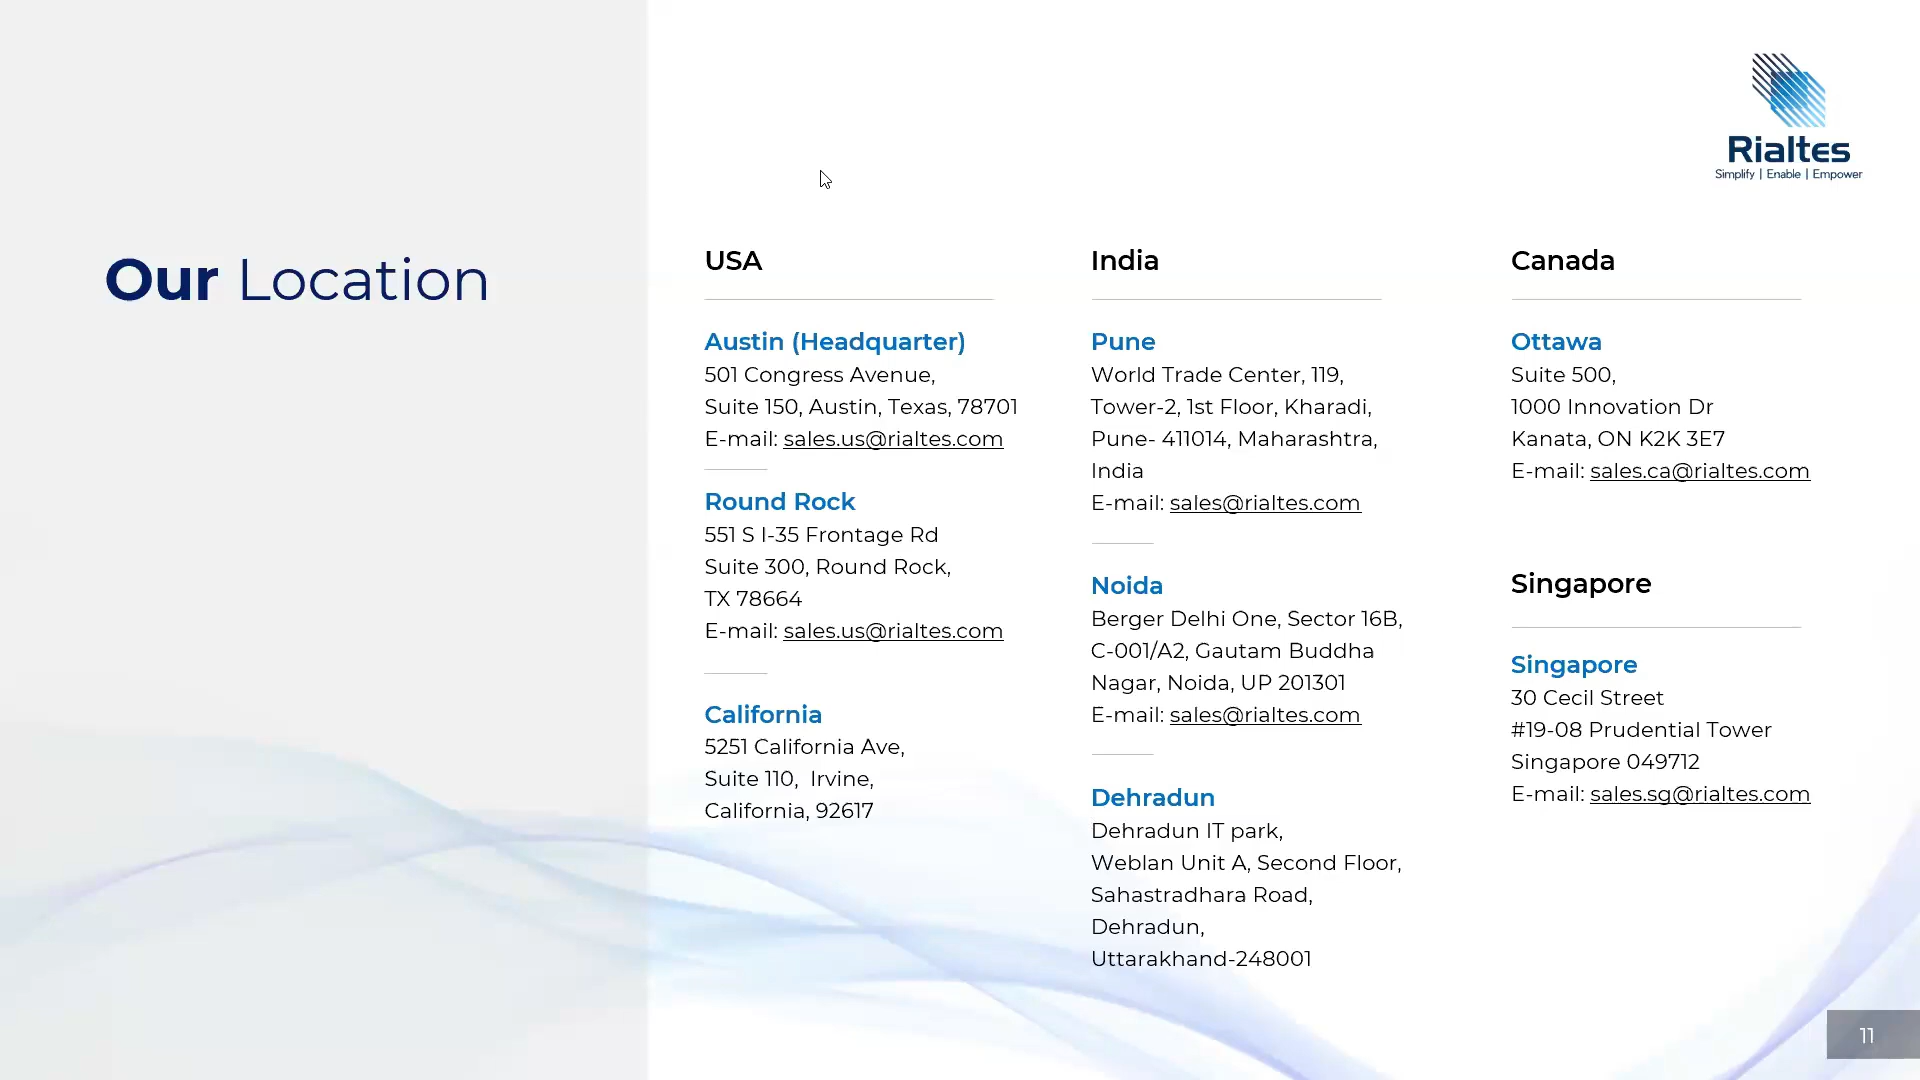 Rialtes
Simplify | Enable | Empower
Our Location
USA
Austin (Headquarter)
501 Congress Avenue,
Suite 150, Austin, Texas, 78701
E-mail: sales.us@rialtes.com
Round Rock
551 S I-35 Frontage Rd
Suite 300, Round Rock,
TX 78664
E-mail: sales.us@rialtes.com
California
5251 California Ave,
Suite 110,  Irvine,
California, 92617
India
Pune
World Trade Center, 119,
Tower-2, 1st Floor, Kharadi,
Pune- 411014, Maharashtra,
India
E-mail: sales@rialtes.com
Noida
Berger Delhi One, Sector 16B,
C-001/A2, Gautam Buddha
Nagar, Noida, UP 201301
E-mail: sales@rialtes.com
Dehradun
Dehradun IT park,
Weblan Unit A, Second Floor,
Sahastradhara Road,
Dehradun,
Uttarakhand-248001
Canada
Ottawa
Suite 500,
1000 Innovation Dr
Kanata, ON K2K 3E7
E-mail: sales.ca@rialtes.com
Singapore
Singapore
30 Cecil Street
#19-08 Prudential Tower
Singapore 049712
E-mail: sales.sg@rialtes.com
11